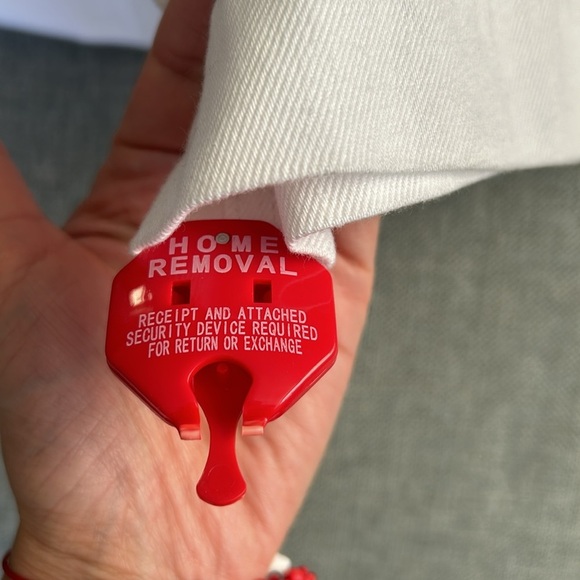 HOME
REMOVAL
RECEIPT AND ATTACHED
SECURITY DEVICE REQUIRED
FOR RETURN OR EXCHANGE